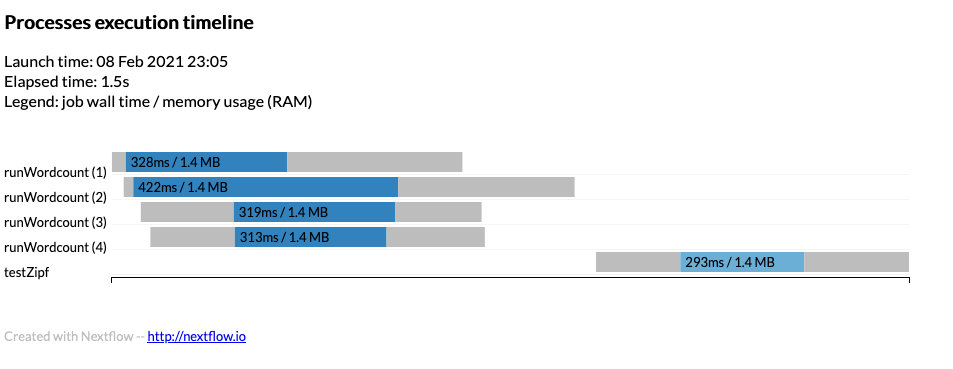 Processes execution timeline
Launch time: 08 Feb 2021 23:05
Elapsed time: 1.5s
Legend: job wall time / memory usage (RAM)
328ms / 1.4 MB
runWordcount (1)
422ms / 1.4 MB
runWordcount (2)
319ms / 1.4 MB
runWordcount (3)
313ms / 1.4 MB
runWordcount (4)
293ms / 1.4 MB
testZipf
Created with Nextflow -- http://nextflow.io